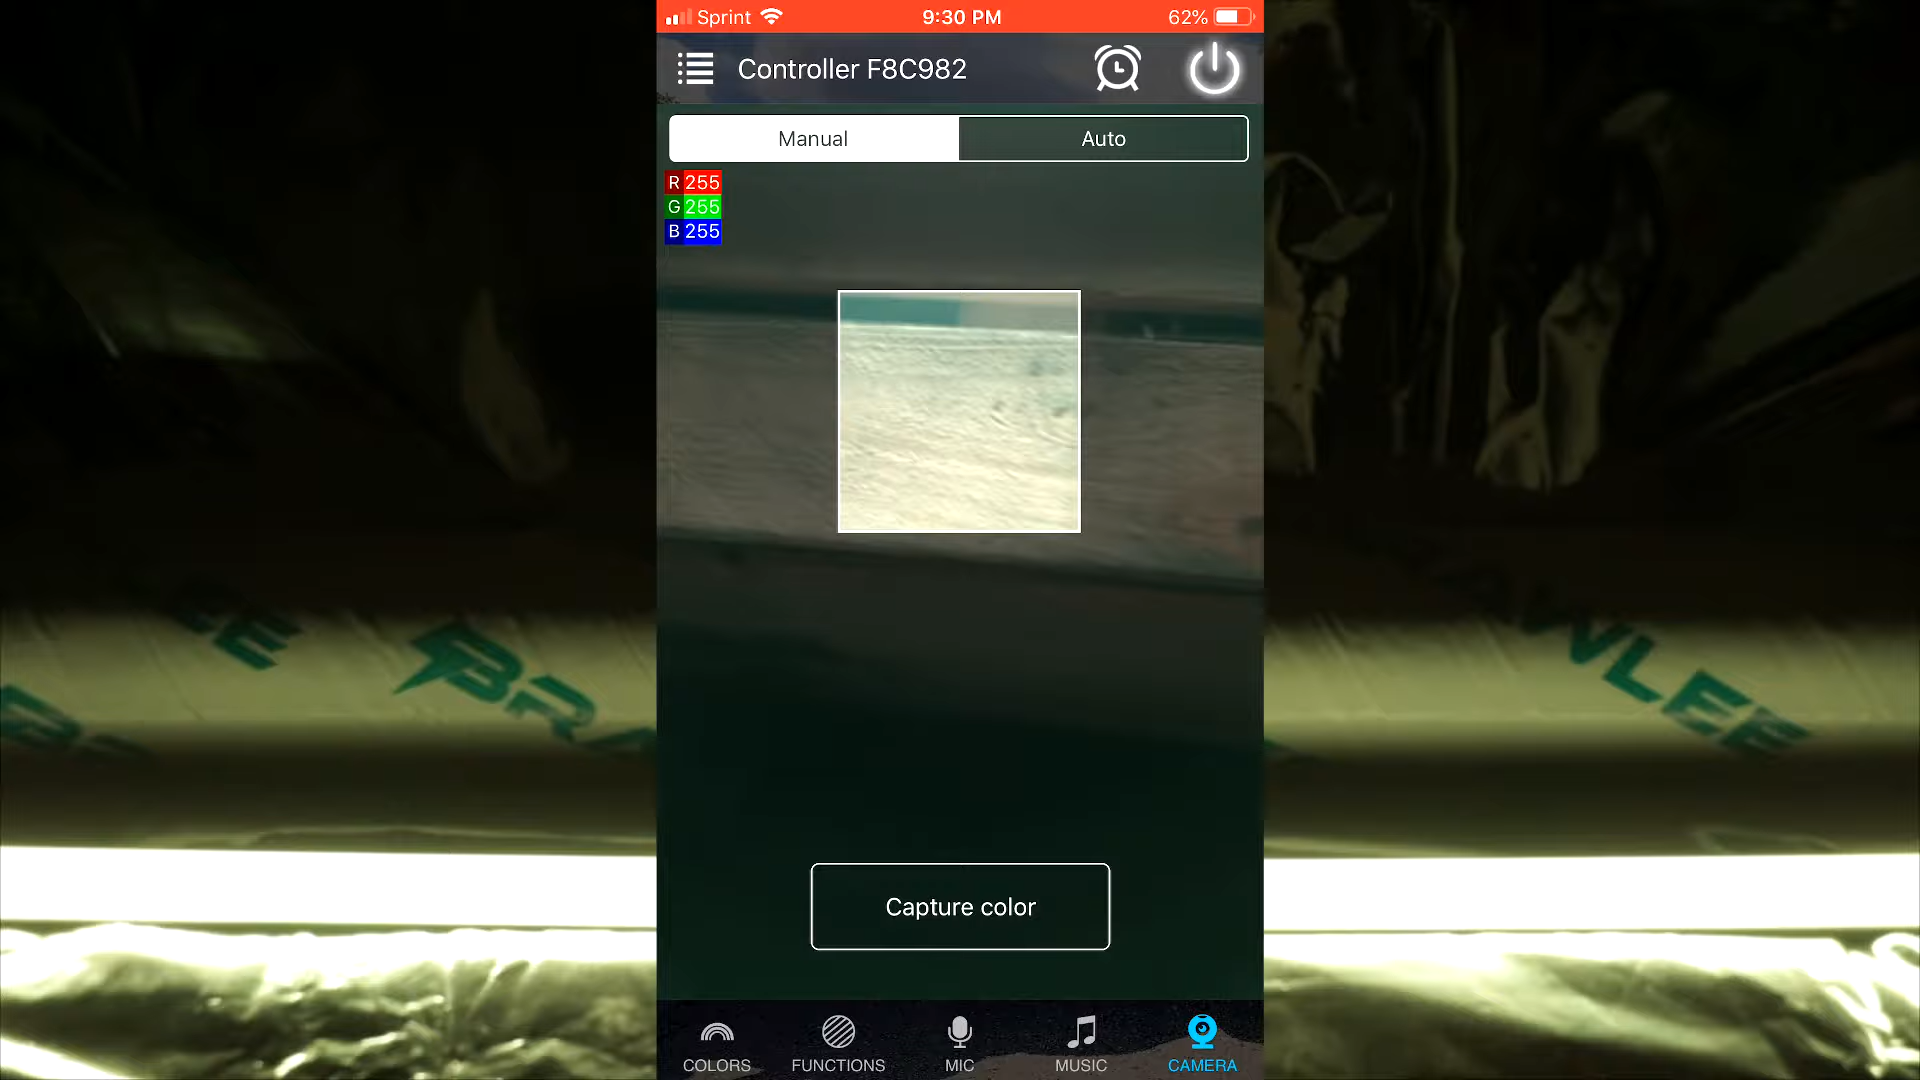 Sprint 9:30 PM 62%
Controller F8C982
Manual Auto
R 255
G 255
B 255
Capture color
COLORS FUNCTIONS MIC MUSIC CAMERA